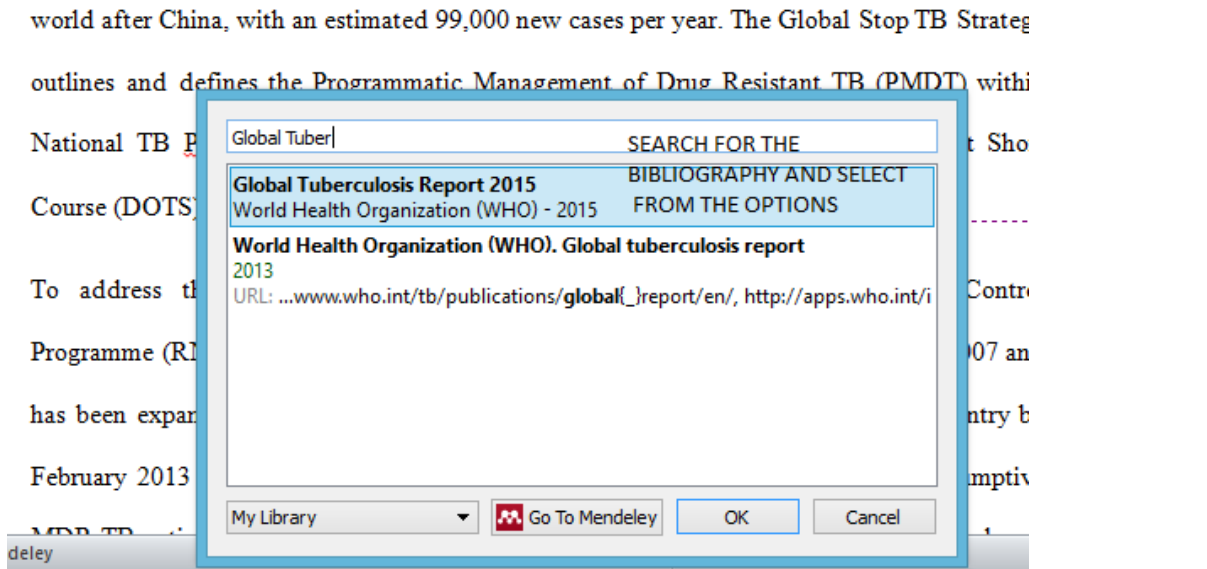 world after China, with an estimated 99,000 new cases per year. The Global Stop TB Strateg
outlines and defines the Programmatic Management of Drug Resistant TB (PMDT) withi
Global Tuber
SEARCH FOR THE
National TB P
t Sho
Global Tuberculosis Report 2015
BIBLIOGRAPHY AND SELECT
World Health Organization (WHO) - 2015
FROM THE OPTIONS
Course (DOTS)
World Health Organization (WHO). Global tuberculosis report
2013
URL: ...www.who.int/tb/publications/global{_}report/en/, http://apps.who.int/i
To address th
Contro
Programme (RN
007 an
has been expan
ntry b
February 2013
mptiv
My Library
Go To Mendeley
OK
Cancel
deley